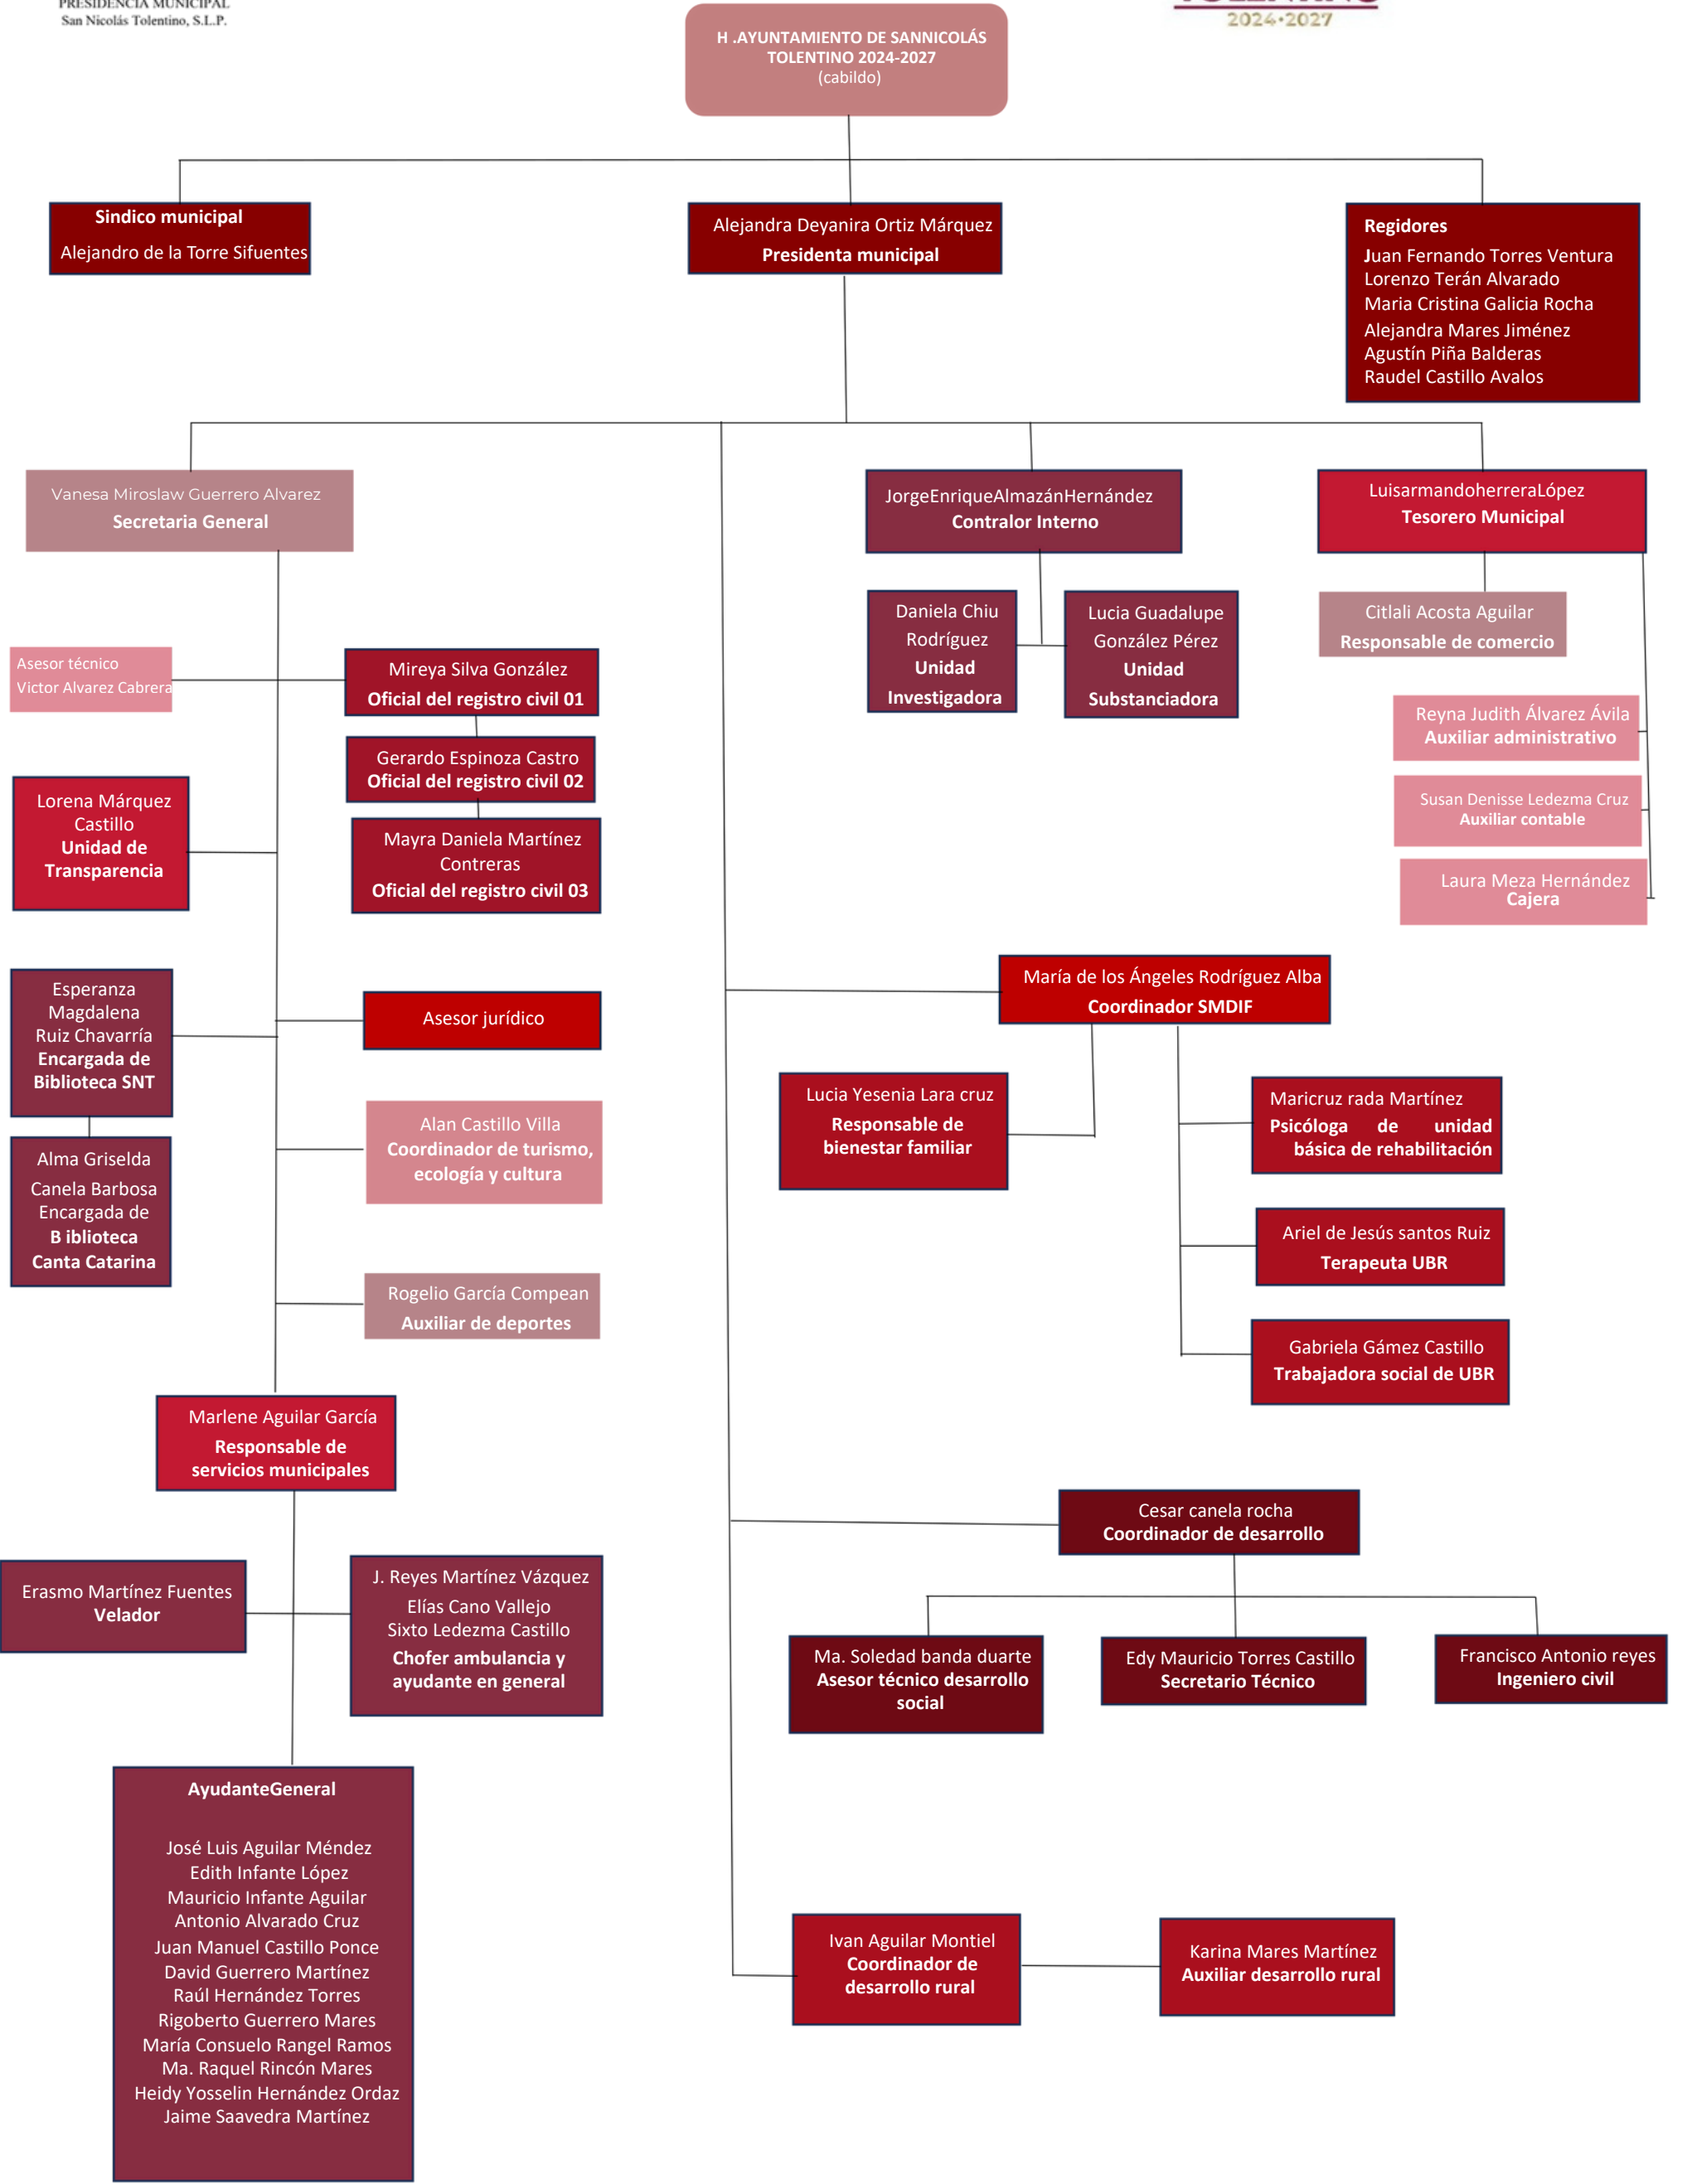 PRESIDENCIA MUNICIPAL
San Nicolás Tolentino, S.L.P.
TOLENTINO
2024•2027
H .AYUNTAMIENTO DE SANNICOLÁS
TOLENTINO 2024-2027
(cabildo)
Sindico municipal
Alejandro de la Torre Sifuentes
Alejandra Deyanira Ortiz Márquez
Presidenta municipal
Regidores
Juan Fernando Torres Ventura
Lorenzo Terán Alvarado
Maria Cristina Galicia Rocha
Alejandra Mares Jiménez
Agustín Piña Balderas
Raudel Castillo Avalos
Vanesa Miroslaw Guerrero Alvarez
Secretaria General
JorgeEnriqueAlmazánHernández
Contralor Interno
LuisarmandoherreraLópez
Tesorero Municipal
Daniela Chiu
Rodríguez
Unidad
Investigadora
Lucia Guadalupe
González Pérez
Unidad
Substanciadora
Citlali Acosta Aguilar
Responsable de comercio
Asesor técnico
Victor Alvarez Cabrera
Mireya Silva González
Oficial del registro civil 01
Gerardo Espinoza Castro
Oficial del registro civil 02
Mayra Daniela Martínez
Contreras
Oficial del registro civil 03
Reyna Judith Álvarez Ávila
Auxiliar administrativo
Susan Denisse Ledezma Cruz
Auxiliar contable
Laura Meza Hernández
Cajera
Lorena Márquez
Castillo
Unidad de
Transparencia
Esperanza
Magdalena
Ruiz Chavarría
Encargada de
Biblioteca SNT
Asesor jurídico
María de los Ángeles Rodríguez Alba
Coordinador SMDIF
Alma Griselda
Canela Barbosa
Encargada de
B iblioteca
Canta Catarina
Alan Castillo Villa
Coordinador de turismo,
ecología y cultura
Lucia Yesenia Lara cruz
Responsable de
bienestar familiar
Maricruz rada Martínez
Psicóloga de unidad
básica de rehabilitación
Ariel de Jesús santos Ruiz
Terapeuta UBR
Rogelio García Compean
Auxiliar de deportes
Gabriela Gámez Castillo
Trabajadora social de UBR
Marlene Aguilar García
Responsable de
servicios municipales
Cesar canela rocha
Coordinador de desarrollo
Erasmo Martínez Fuentes
Velador
J. Reyes Martínez Vázquez
Elías Cano Vallejo
Sixto Ledezma Castillo
Chofer ambulancia y
ayudante en general
Ma. Soledad banda duarte
Asesor técnico desarrollo
social
Edy Mauricio Torres Castillo
Secretario Técnico
Francisco Antonio reyes
Ingeniero civil
AyudanteGeneral
José Luis Aguilar Méndez
Edith Infante López
Mauricio Infante Aguilar
Antonio Alvarado Cruz
Juan Manuel Castillo Ponce
David Guerrero Martínez
Raúl Hernández Torres
Rigoberto Guerrero Mares
María Consuelo Rangel Ramos
Ma. Raquel Rincón Mares
Heidy Yosselin Hernández Ordaz
Jaime Saavedra Martínez
Ivan Aguilar Montiel
Coordinador de
desarrollo rural
Karina Mares Martínez
Auxiliar desarrollo rural